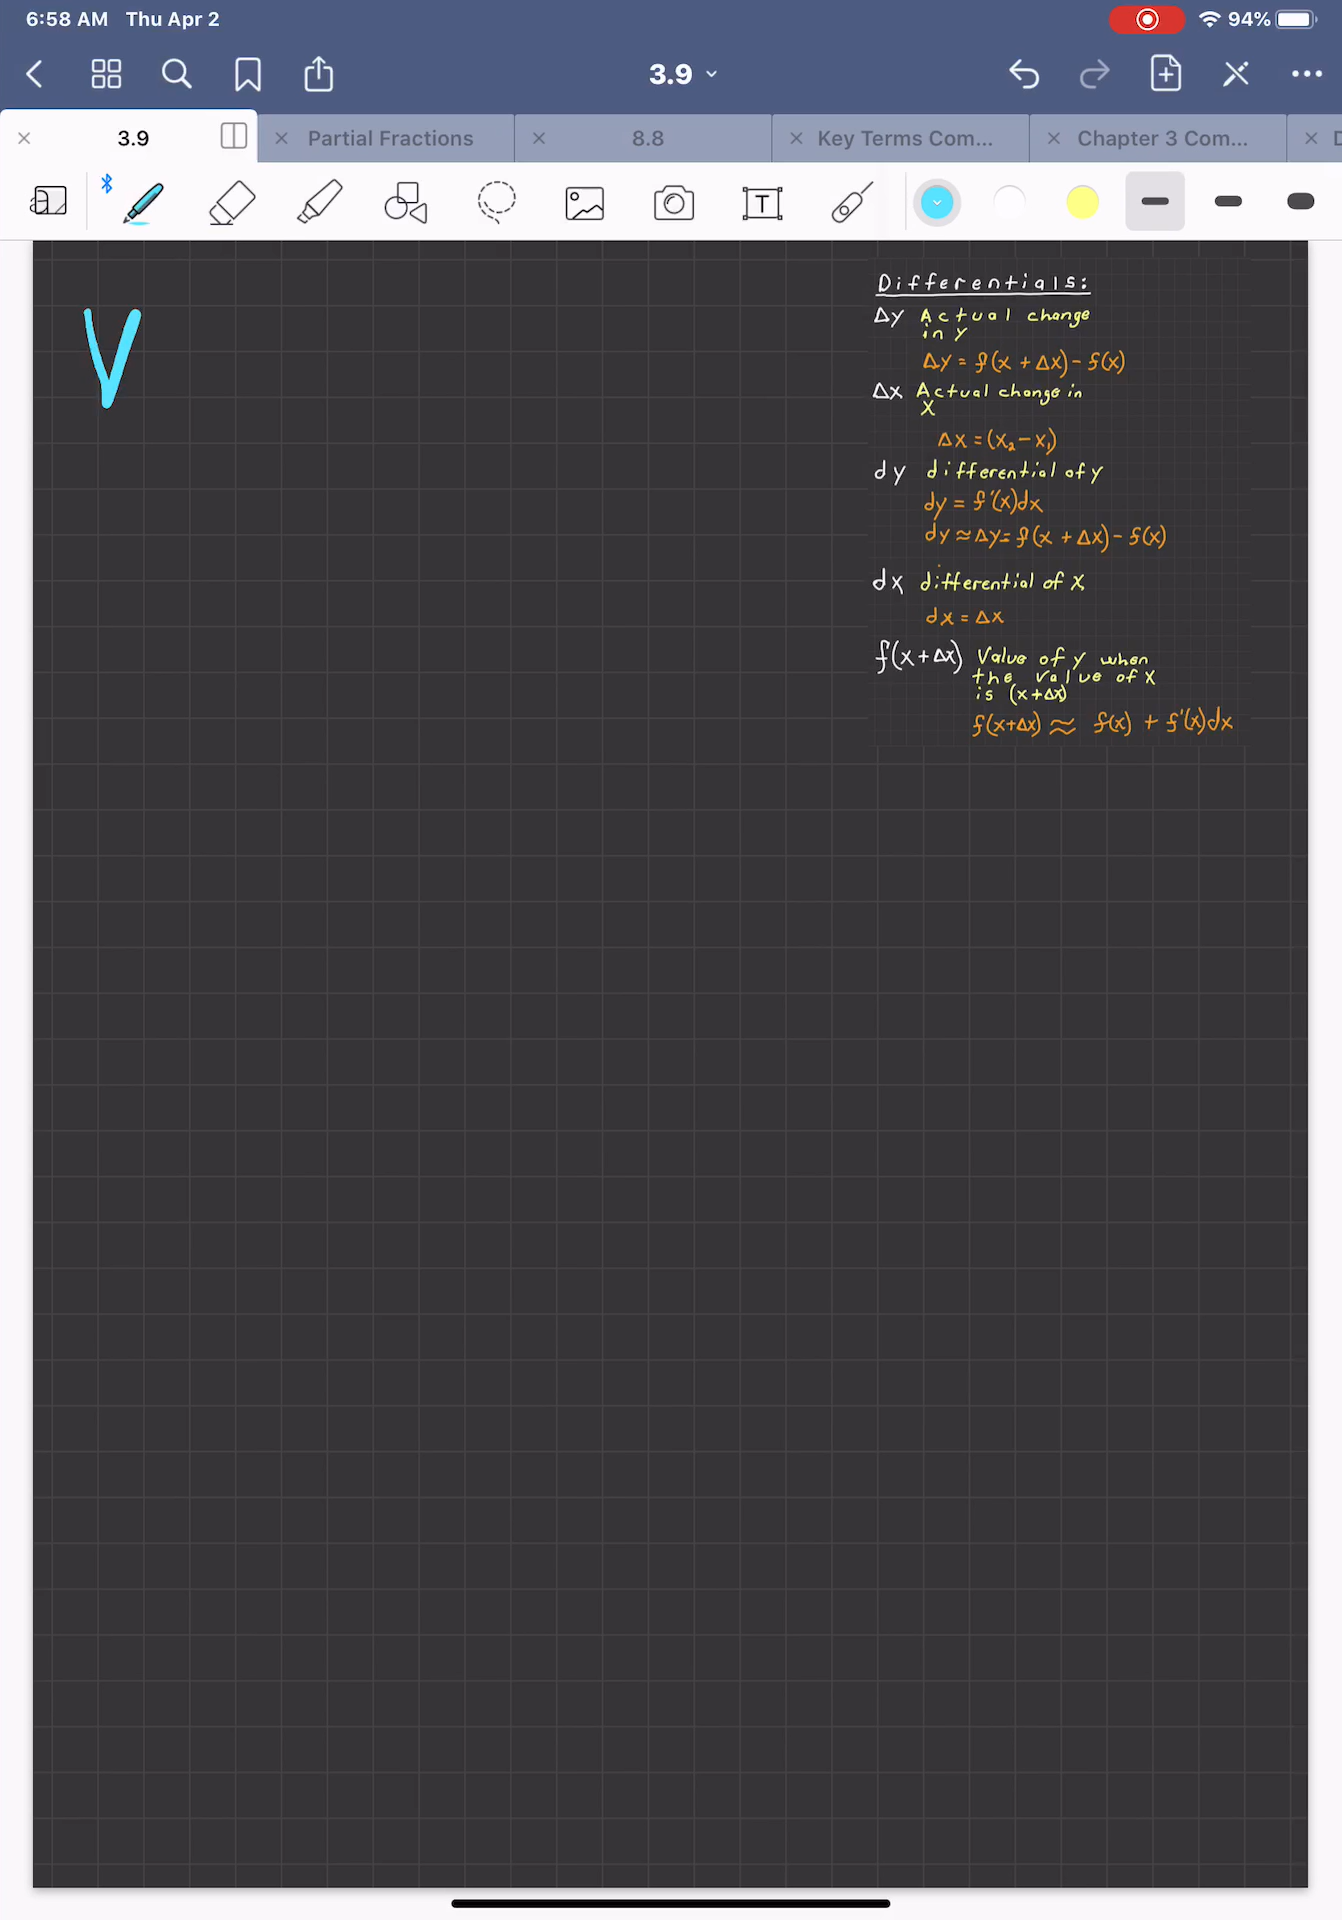 6:58 AM Thu Apr 2
94%
3.9
3.9
Partial Fractions
8.8
Key Terms Com...
Chapter 3 Com...
D
a
T
V
Differentials:
Δy Actual change
in y
Δy = f(x + Δx) - f(x)
Δx Actual change in
x
Δx = (x₂ - x₁)
dy differential of y
dy = f'(x)dx
dy ≈ Δy = f(x + Δx) - f(x)
dx differential of x
dx = Δx
f(x+Δx) Value of y when
the value of x
is (x+Δx)
f(x+Δx) ≈ f(x) + f'(x)dx